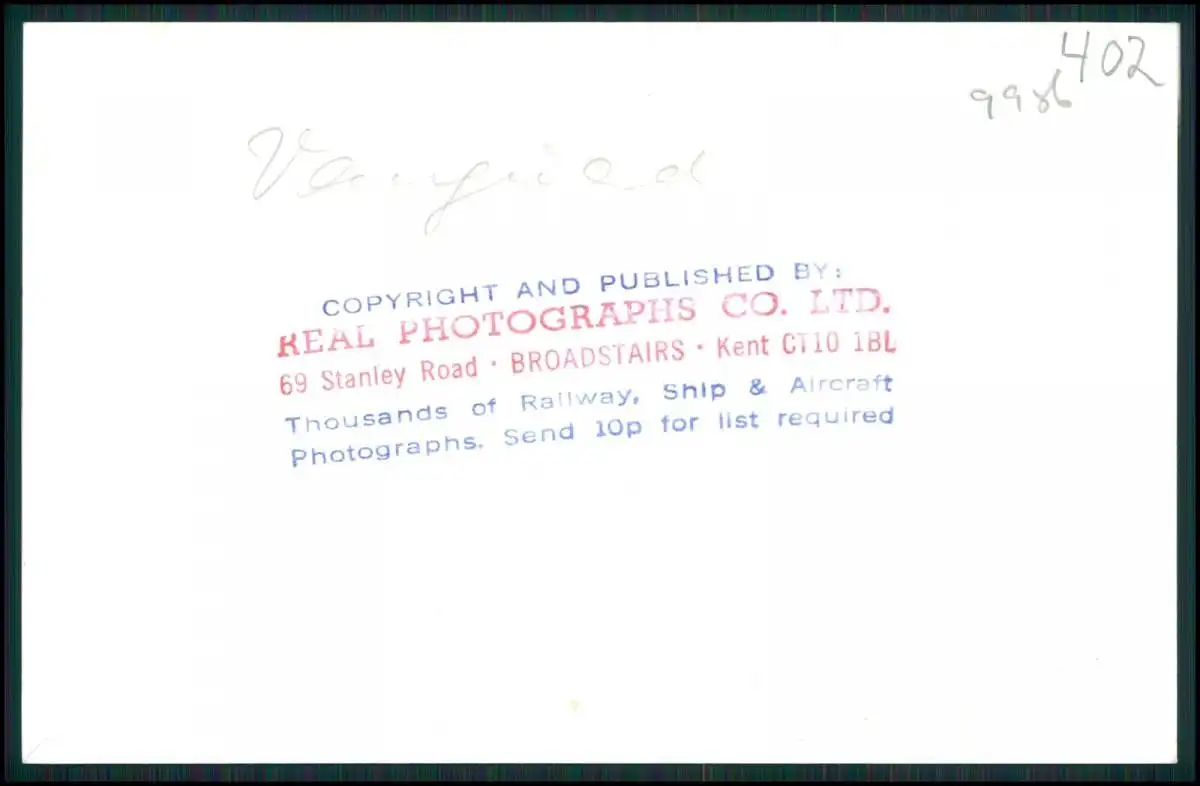 402
9986
COPYRIGHT AND PUBLISHED BY:
REAL PHOTOGRAPHS CO. LTD.
69 Stanley Road · BROADSTAIRS · Kent CT10 1BL
Thousands of Railway, Ship & Aircraft
Photographs. Send 10p for list required